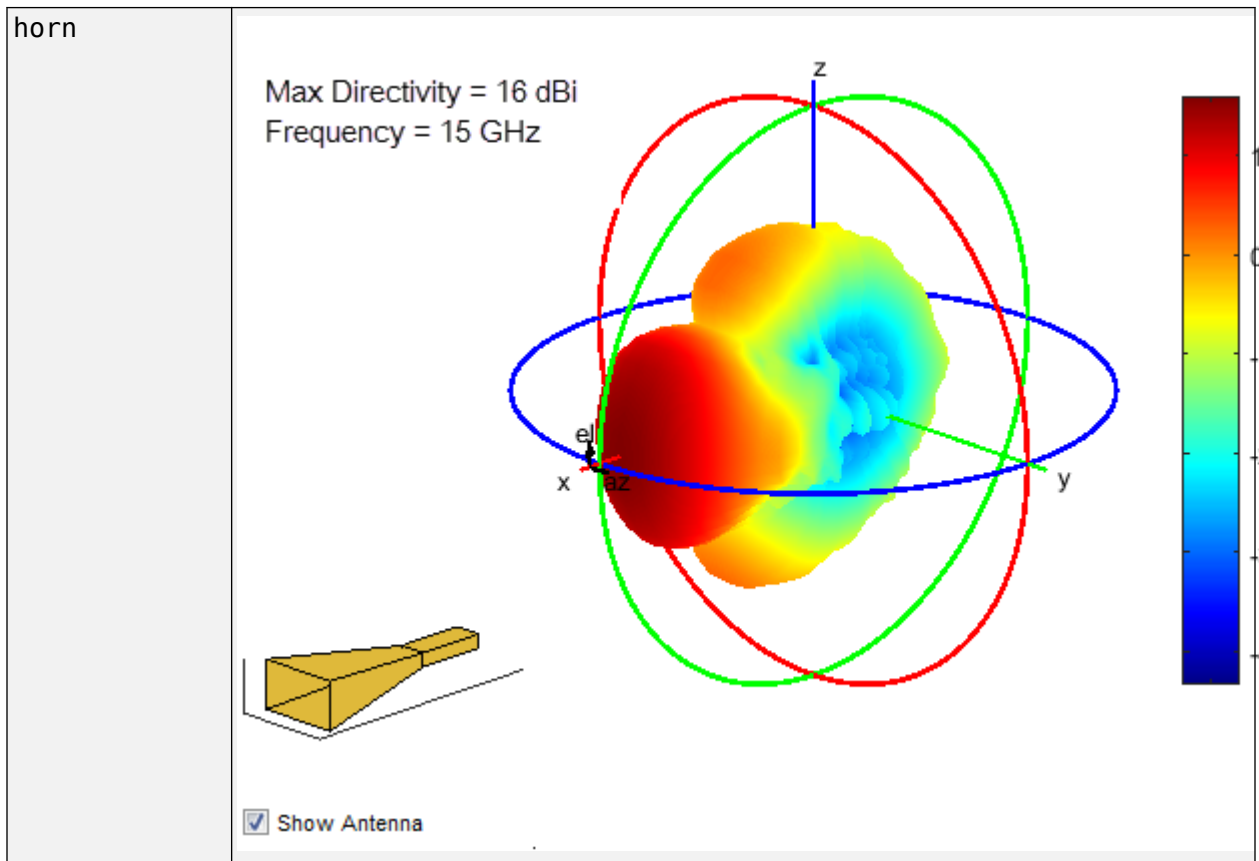 horn
Max Directivity = 16 dBi
Frequency = 15 GHz
z
el
x
az
y
Show Antenna